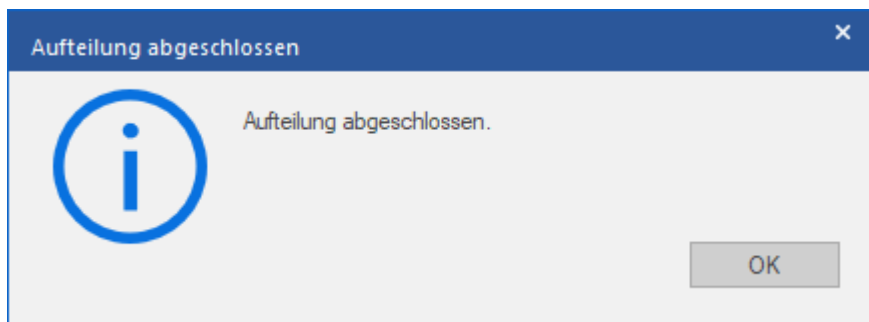 Aufteilung abgeschlossen
Aufteilung abgeschlossen.
OK